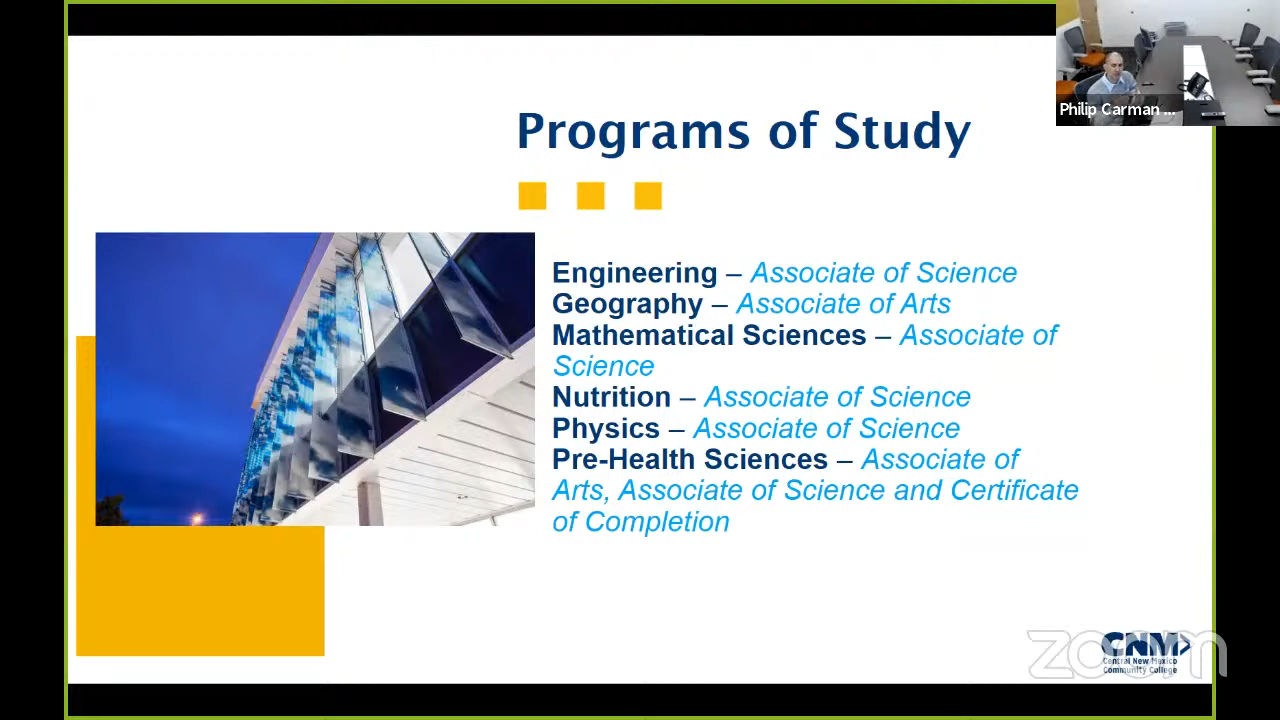 Philip Carman ...
Programs of Study
Engineering – Associate of Science
Geography – Associate of Arts
Mathematical Sciences – Associate of
Science
Nutrition – Associate of Science
Physics – Associate of Science
Pre-Health Sciences – Associate of
Arts, Associate of Science and Certificate
of Completion
zoom
CNM
Central New Mexico
Community College